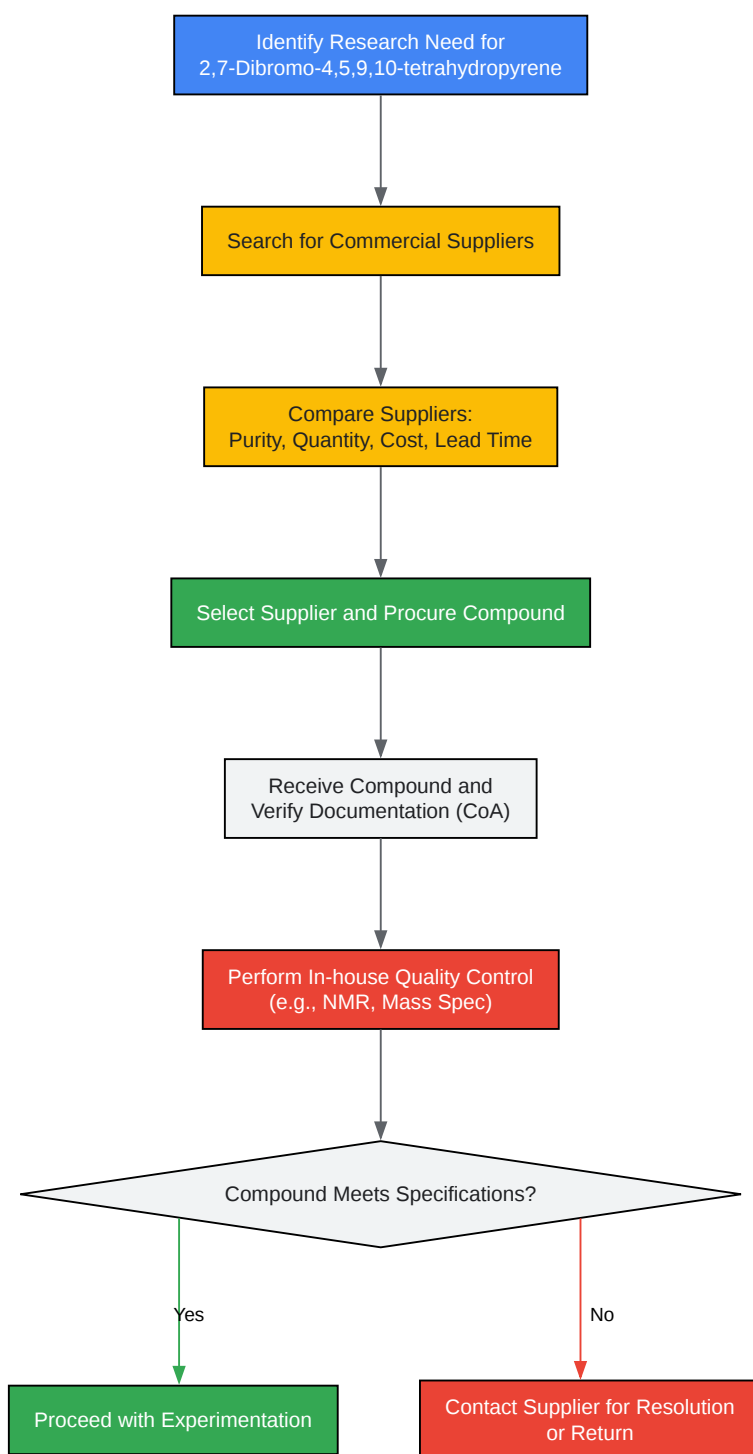 Identify Research Need for
2,7-Dibromo-4,5,9,10-tetrahydropyrene
Search for Commercial Suppliers
Compare Suppliers:
Purity, Quantity, Cost, Lead Time
Select Supplier and Procure Compound
Receive Compound and
Verify Documentation (CoA)
Perform In-house Quality Control
(e.g., NMR, Mass Spec)
Compound Meets Specifications?
Yes
No
Proceed with Experimentation
Contact Supplier for Resolution
or Return